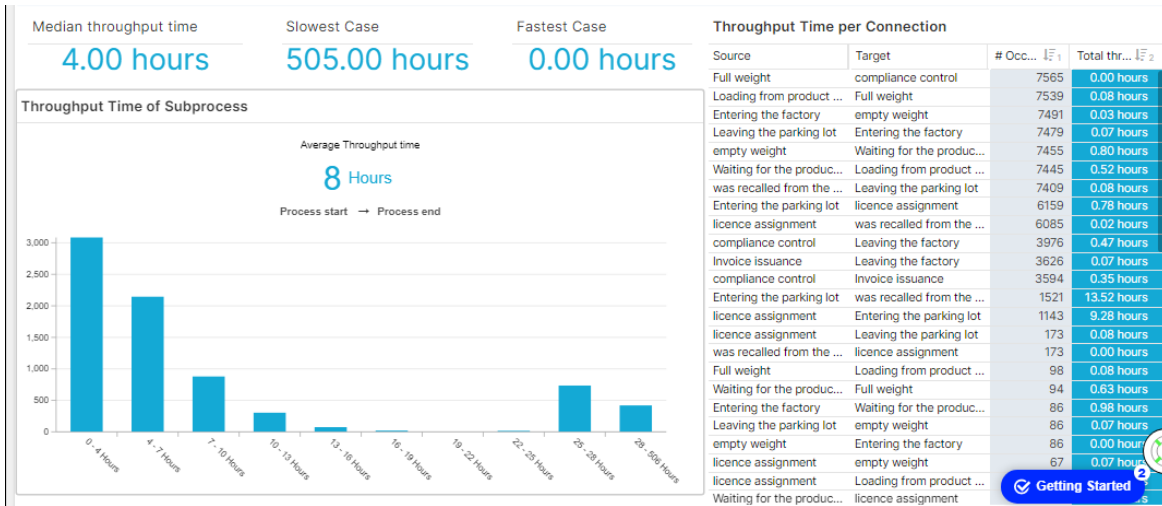 Median throughput time
4.00 hours
Slowest Case
505.00 hours
Fastest Case
0.00 hours
Throughput Time of Subprocess
Average Throughput time
8 Hours
Process start → Process end
3,000
2,500
2,000
1,500
1,000
500
0
0 - 4 Hours
4 - 7 Hours
7 - 10 Hours
10 - 13 Hours
13 - 16 Hours
16 - 19 Hours
19 - 22 Hours
22 - 25 Hours
25 - 28 Hours
28 - 506 Hours
Throughput Time per Connection
Source Target # Occ... 1 Total thr... 2
Full weight compliance control 7565 0.00 hours
Loading from product ... Full weight 7539 0.08 hours
Entering the factory empty weight 7491 0.03 hours
Leaving the parking lot Entering the factory 7479 0.07 hours
empty weight Waiting for the produc... 7455 0.80 hours
Waiting for the produc... Loading from product ... 7445 0.52 hours
was recalled from the ... Leaving the parking lot 7409 0.08 hours
Entering the parking lot licence assignment 6159 0.78 hours
licence assignment was recalled from the ... 6085 0.02 hours
compliance control Leaving the factory 3976 0.47 hours
Invoice issuance Leaving the factory 3626 0.07 hours
compliance control Invoice issuance 3594 0.35 hours
Entering the parking lot was recalled from the ... 1521 13.52 hours
licence assignment Entering the parking lot 1143 9.28 hours
licence assignment Leaving the parking lot 173 0.08 hours
was recalled from the ... licence assignment 173 0.00 hours
Full weight Loading from product ... 98 0.08 hours
Waiting for the produc... Full weight 94 0.63 hours
Entering the factory Waiting for the produc... 86 0.98 hours
Leaving the parking lot empty weight 86 0.07 hours
empty weight Entering the factory 86 0.00
licence assignment empty weight 67 0.07
licence assignment Loading from product ...
Waiting for the produc... licence assignment
Getting Started
2